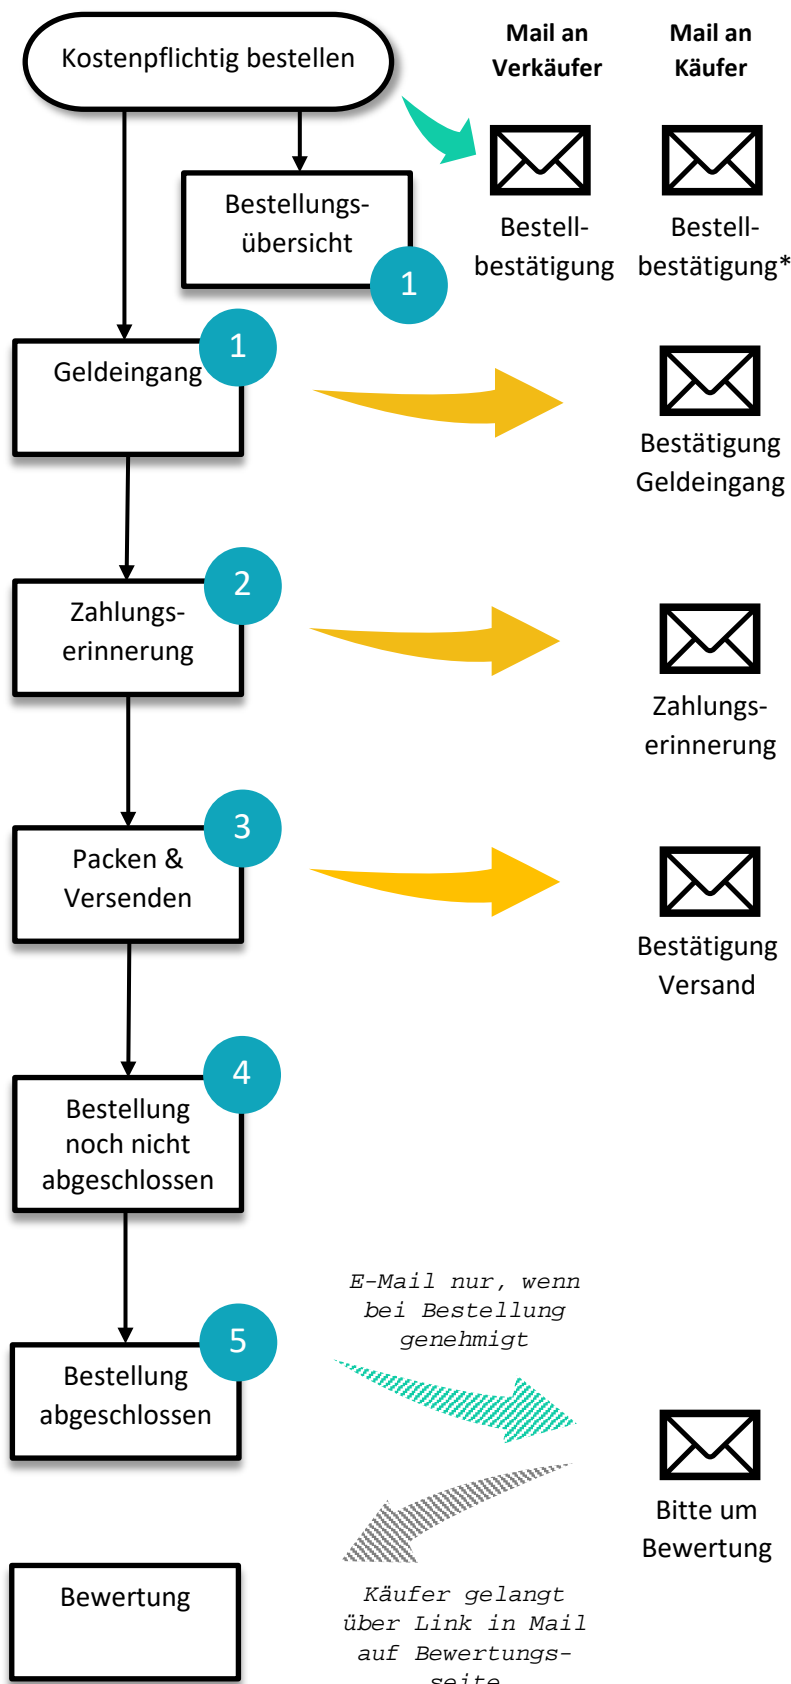 Kostenpflichtig bestellen
Mail an
Verkäufer
Mail an
Käufer
Bestellungs-
übersicht
1
Bestell-
bestätigung
Bestell-
bestätigung*
1
Geldeingang
Bestätigung
Geldeingang
2
Zahlungs-
erinnerung
Zahlungs-
erinnerung
3
Packen &
Versenden
Bestätigung
Versand
4
Bestellung
noch nicht
abgeschlossen
E-Mail nur, wenn
bei Bestellung
genehmigt
5
Bestellung
abgeschlossen
Bitte um
Bewertung
Bewertung
Käufer gelangt
über Link in Mail
auf Bewertungs-
seite